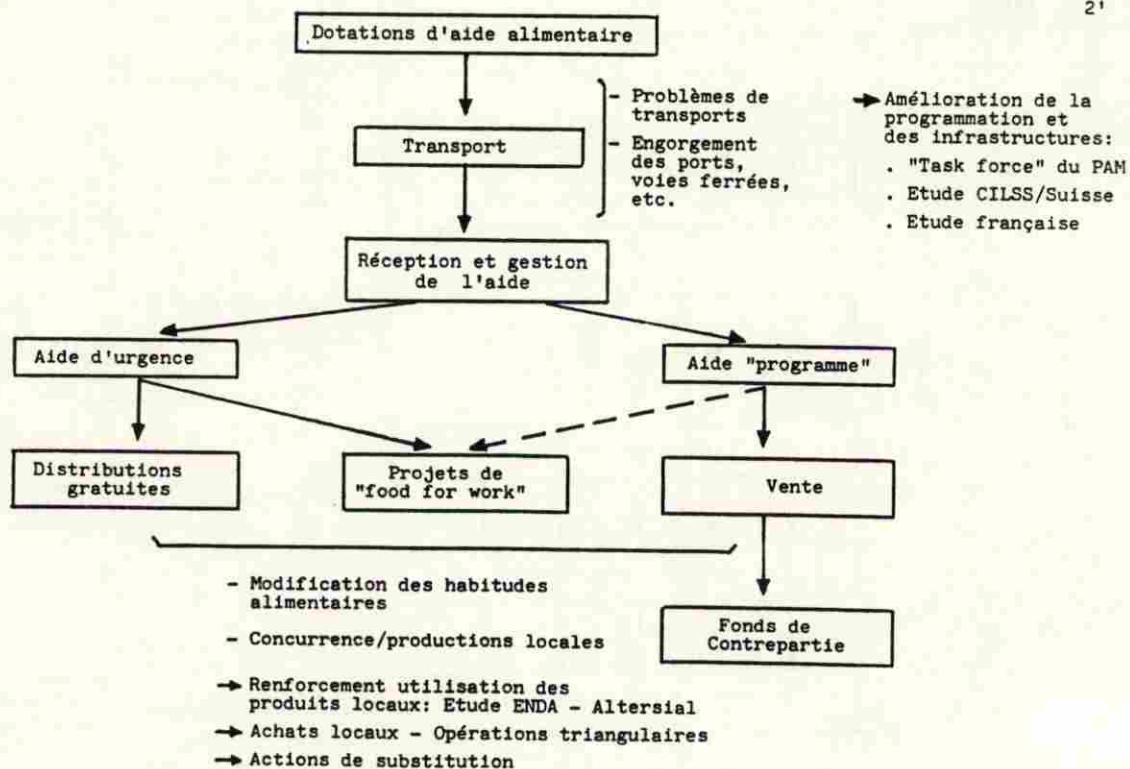 2'
Dotations d'aide alimentaire
Transport
- Problèmes de
transports
- Engorgement
des ports,
voies ferrées,
etc.
→ Amélioration de la
programmation et
des infrastructures:
. "Task force" du PAM
. Etude CILSS/Suisse
. Etude française
Réception et gestion
de l'aide
Aide d'urgence
Aide "programme"
Distributions
gratuites
Projets de
"food for work"
Vente
- Modification des habitudes
alimentaires
- Concurrence/productions locales
→ Renforcement utilisation des
produits locaux: Etude ENDA - Altersial
→ Achats locaux - Opérations triangulaires
→ Actions de substitution
Fonds de
Contrepartie